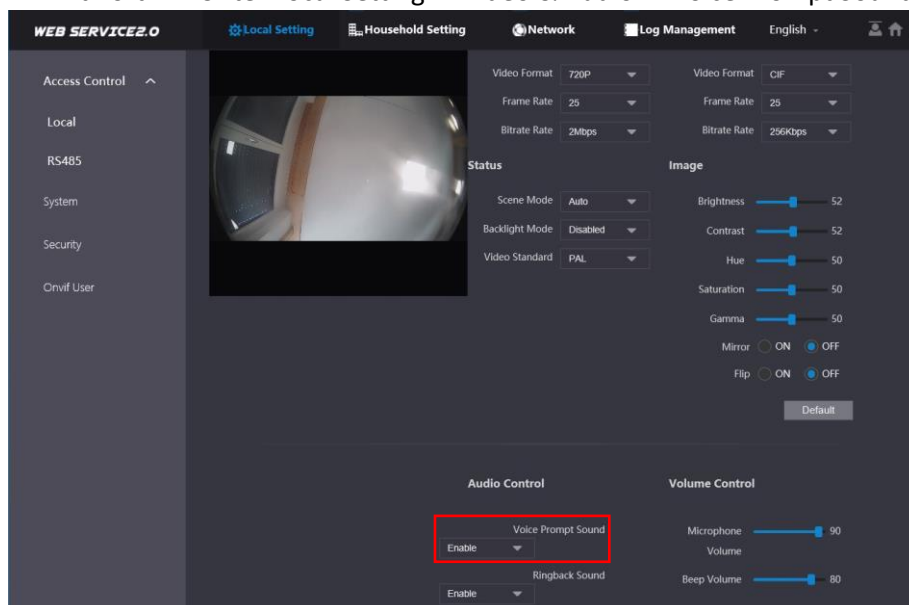 WEB SERVICE2.0
Local Setting
Household Setting
Network
Log Management
English
Access Control
Local
RS485
System
Security
Onvif User
Video Format 720P
Frame Rate 25
Bitrate Rate 2Mbps
Video Format CIF
Frame Rate 25
Bitrate Rate 256Kbps
Status
Scene Mode Auto
Backlight Mode Disabled
Video Standard PAL
Image
Brightness 52
Contrast 52
Hue 50
Saturation 50
Gamma 50
Mirror ON OFF
Flip ON OFF
Default
Audio Control
Voice Prompt Sound
Enable
Ringback Sound
Enable
Volume Control
Microphone 90
Volume
Beep Volume 80